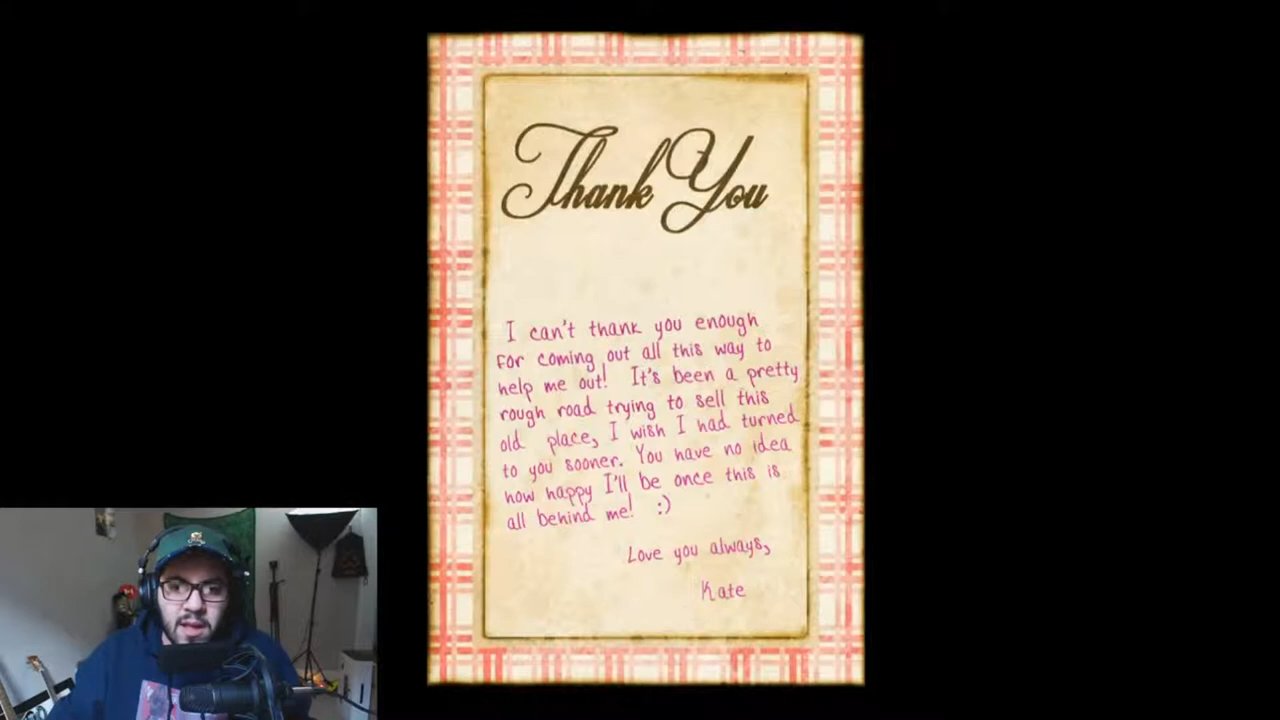 Thank You
I can't thank you enough
for coming out all this way to
help me out! It's been a pretty
rough road trying to sell this
old place, I wish I had turned
to you sooner. You have no idea
how happy I'll be once this is
all behind me! :)
Love you always,
Kate